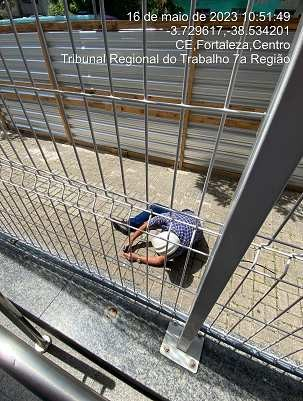 16 de maio de 2023 10:51:49
-3.729617,-38.534201
CE,Fortaleza,Centro
Tribunal Regional do Trabalho 7a Região